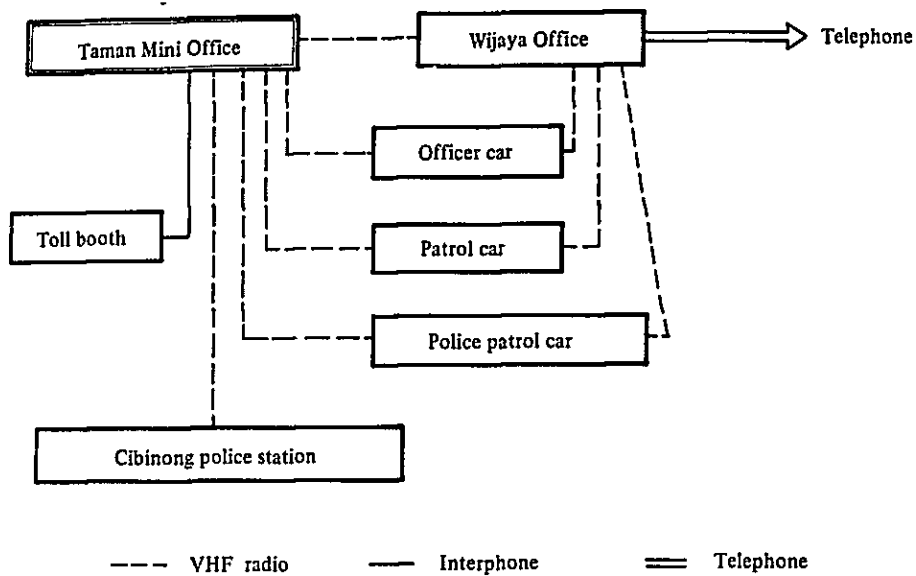 Taman Mini Office
Wijaya Office
Telephone
Officer car
Toll booth
Patrol car
Police patrol car
Cibinong police station
VHF radio
Interphone
Telephone